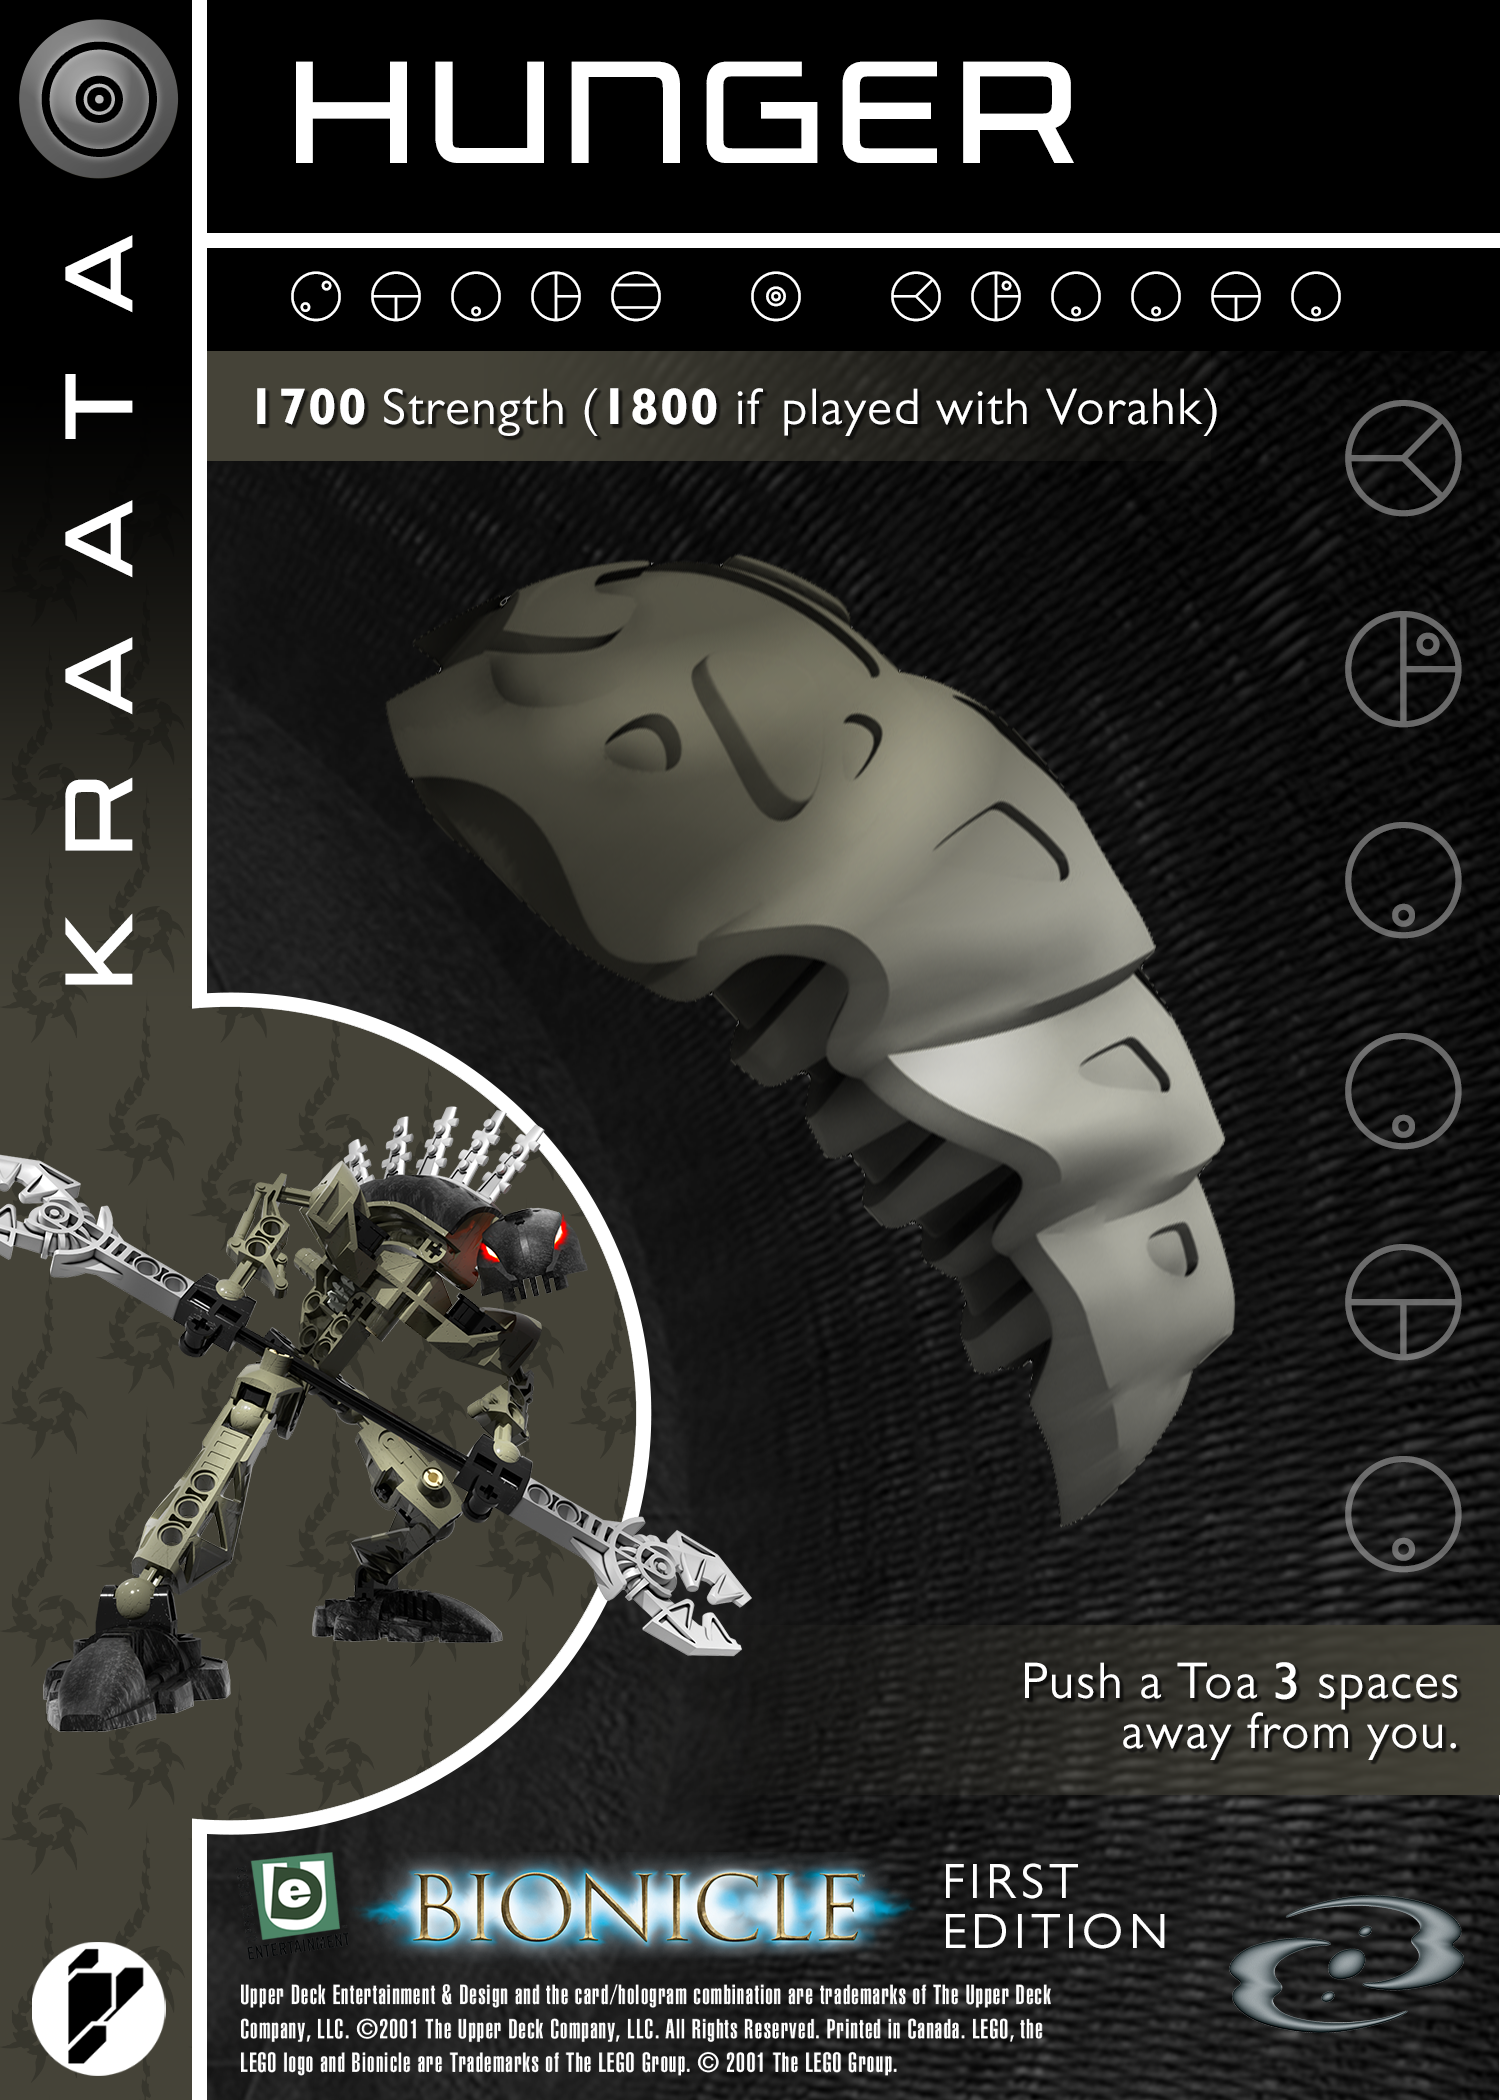 HUNGER
KRAATA
1700 Strength (1800 if played with Vorahk)
Push a Toa 3 spaces
away from you.
e
ENTERTAINMENT
BIONICLE
FIRST
EDITION
Upper Deck Entertainment & Design and the card/hologram combination are trademarks of The Upper Deck
Company, LLC. ©2001 The Upper Deck Company, LLC. All Rights Reserved. Printed in Canada. LEGO, the
LEGO logo and Bionicle are Trademarks of The LEGO Group. © 2001 The LEGO Group.